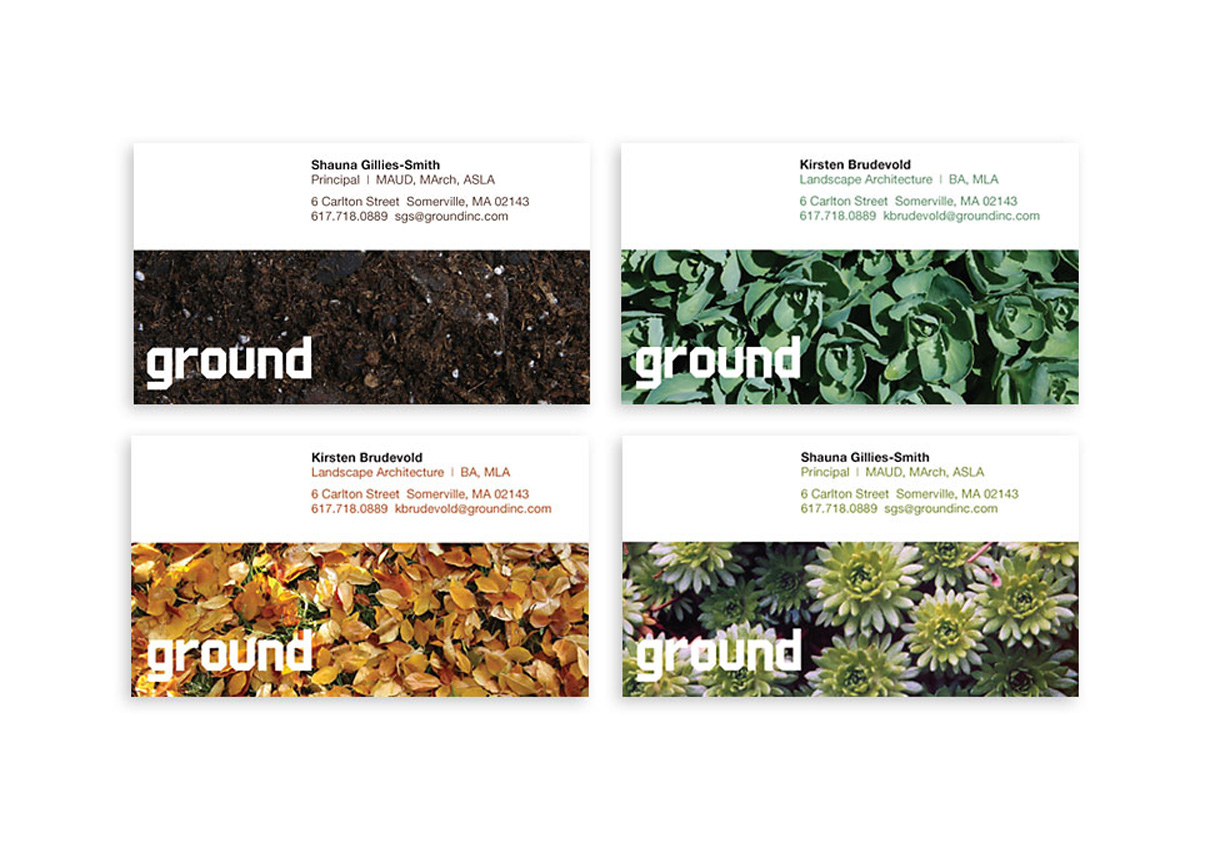 Shauna Gillies-Smith
Principal | MAUD, MArch, ASLA
6 Carlton Street Somerville, MA 02143
617.718.0889 sgs@groundinc.com
ground
Kirsten Brudevold
Landscape Architecture | BA, MLA
6 Carlton Street Somerville, MA 02143
617.718.0889 kbrudevold@groundinc.com
ground
Kirsten Brudevold
Landscape Architecture | BA, MLA
6 Carlton Street Somerville, MA 02143
617.718.0889 kbrudevold@groundinc.com
ground
Shauna Gillies-Smith
Principal | MAUD, MArch, ASLA
6 Carlton Street Somerville, MA 02143
617.718.0889 sgs@groundinc.com
ground